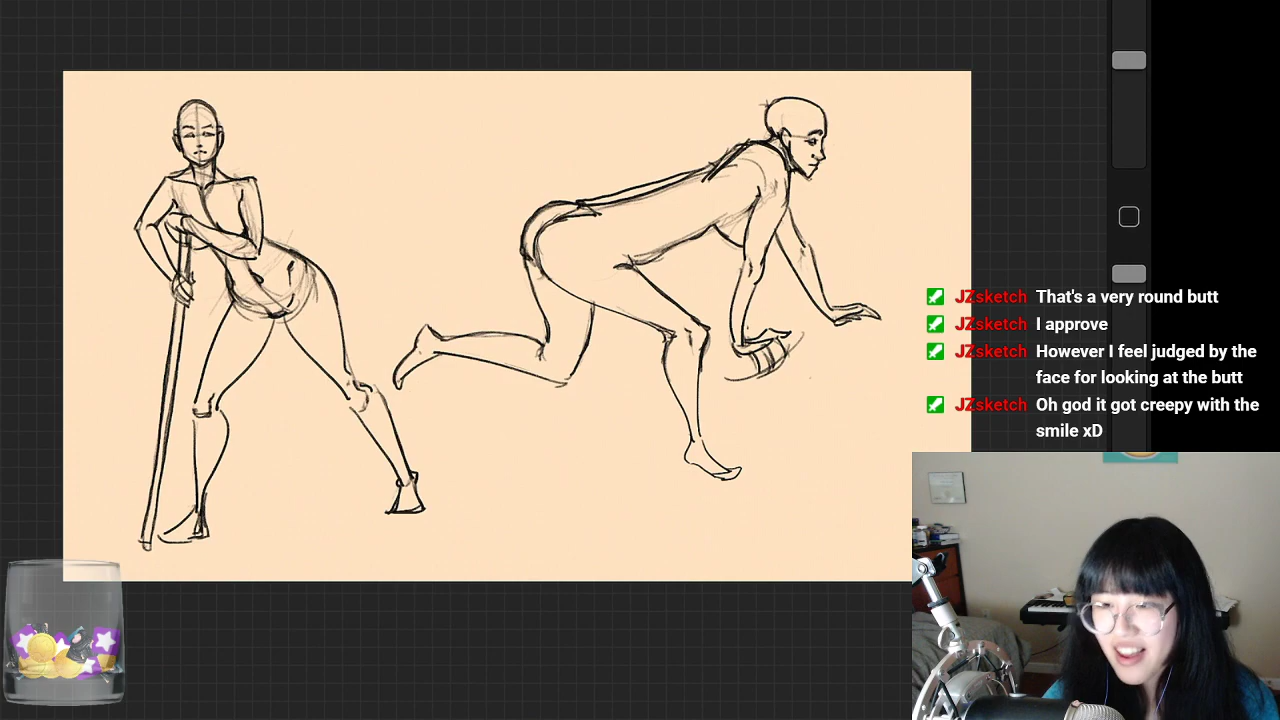 JZsketch That's a very round butt
JZsketch I approve
JZsketch However I feel judged by the
face for looking at the butt
JZsketch Oh god it got creepy with the
smile xD